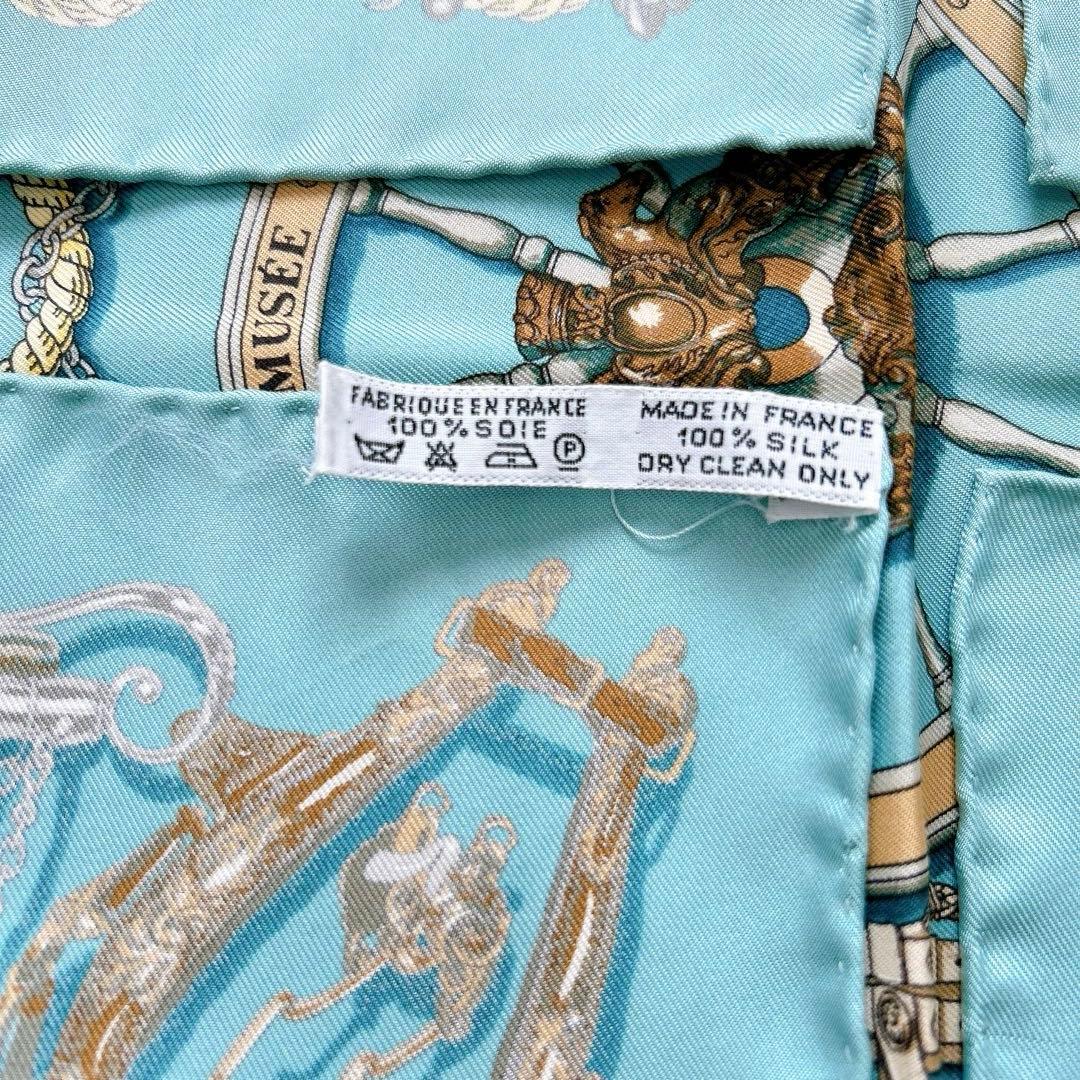 MUSÉE
FABRIQUE EN FRANCE
100% SOIE
P
MADE IN FRANCE
100% SILK
DRY CLEAN ONLY